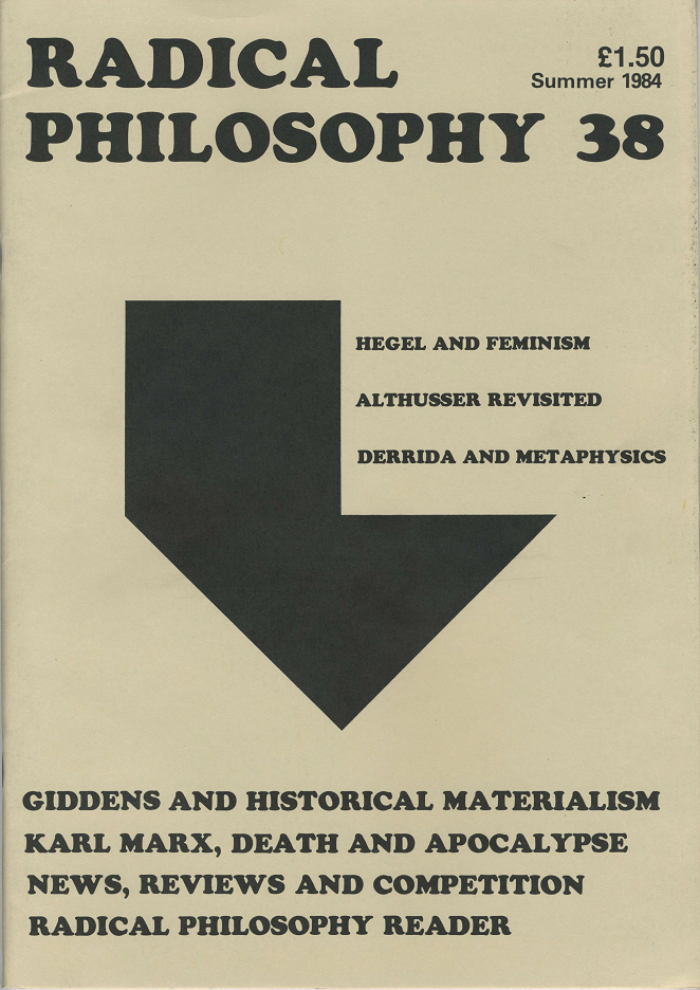 RADICAL
£1.50
Summer 1984
PHILOSOPHY 38
HEGEL AND FEMINISM
ALTHUSSER REVISITED
DERRIDA AND METAPHYSICS
GIDDENS AND HISTORICAL MATERIALISM
KARL MARX, DEATH AND APOCALYPSE
NEWS, REVIEWS AND COMPETITION
RADICAL PHILOSOPHY READER